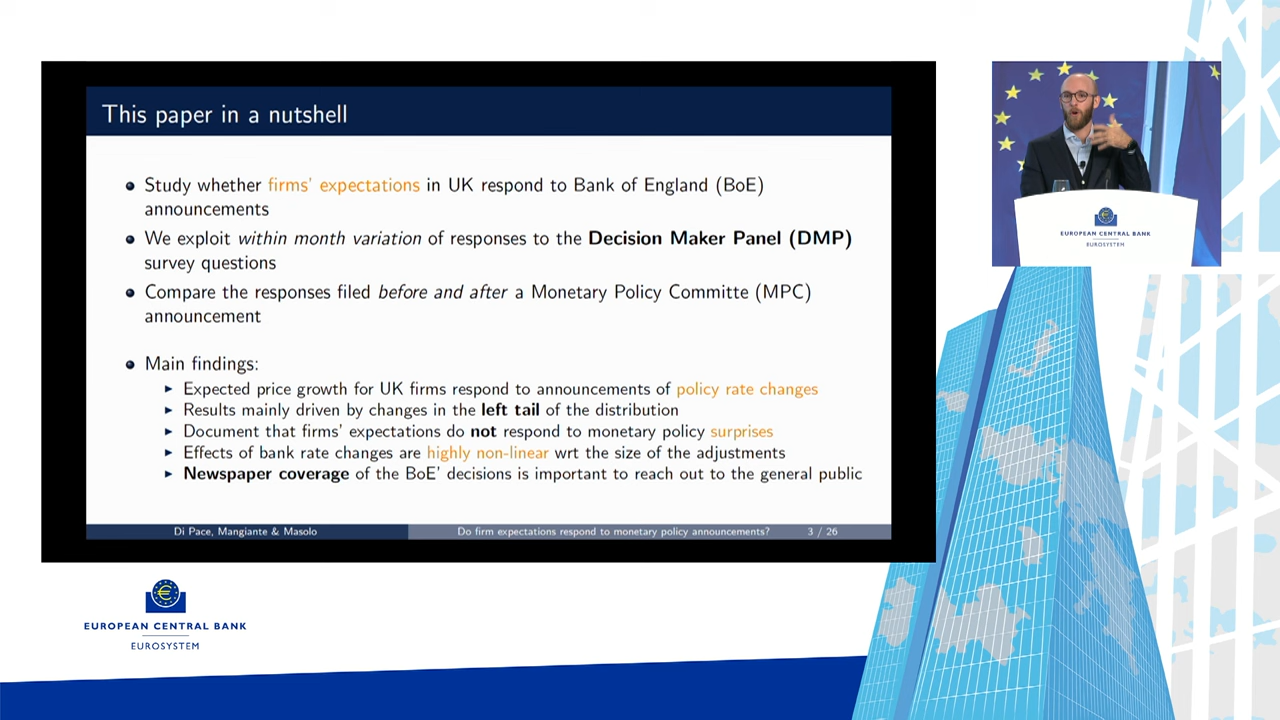 This paper in a nutshell
Study whether firms' expectations in UK respond to Bank of England (BoE)
announcements
We exploit within month variation of responses to the Decision Maker Panel (DMP)
survey questions
Compare the responses filed before and after a Monetary Policy Committe (MPC)
announcement
Main findings:
Expected price growth for UK firms respond to announcements of policy rate changes
Results mainly driven by changes in the left tail of the distribution
Document that firms' expectations do not respond to monetary policy surprises
Effects of bank rate changes are highly non-linear wrt the size of the adjustments
Newspaper coverage of the BoE' decisions is important to reach out to the general public
Di Pace, Mangiante & Masolo
Do firm expectations respond to monetary policy announcements?
3 / 26
EUROPEAN CENTRAL BANK
EUROSYSTEM
EUROPEAN CENTRAL BANK
EUROSYSTEM